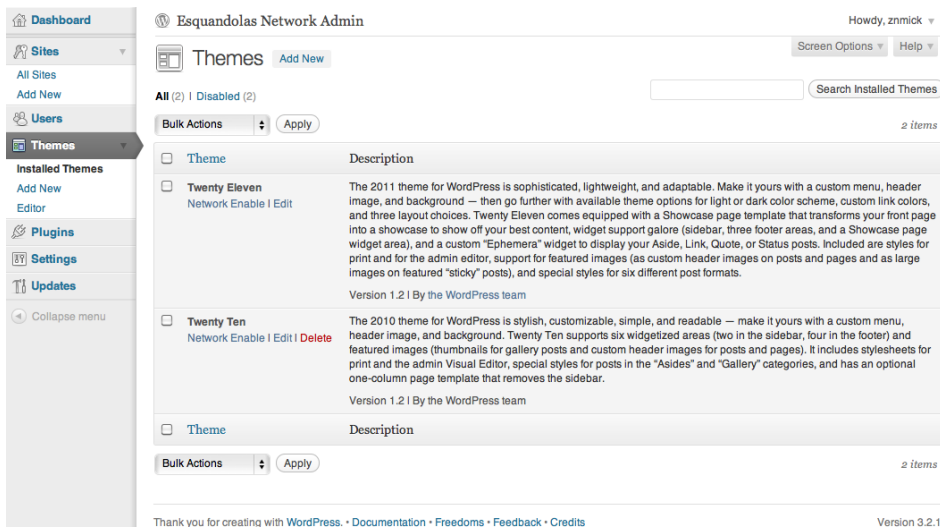 Dashboard
Sites
All Sites
Add New
Users
Themes
Installed Themes
Add New
Editor
Plugins
Settings
Updates
Collapse menu
Esquandolas Network Admin
Howdy, znmick
Screen Options
Help
Themes Add New
All (2) | Disabled (2)
Search Installed Themes
Bulk Actions Apply
2 items
Theme Description
Twenty Eleven
Network Enable | Edit
The 2011 theme for WordPress is sophisticated, lightweight, and adaptable. Make it yours with a custom menu, header
image, and background — then go further with available theme options for light or dark color scheme, custom link colors,
and three layout choices. Twenty Eleven comes equipped with a Showcase page template that transforms your front page
into a showcase to show off your best content, widget support galore (sidebar, three footer areas, and a Showcase page
widget area), and a custom “Ephemera” widget to display your Aside, Link, Quote, or Status posts. Included are styles for
print and for the admin editor, support for featured images (as custom header images on posts and pages and as large
images on featured “sticky” posts), and special styles for six different post formats.
Version 1.2 | By the WordPress team
Twenty Ten
Network Enable | Edit | Delete
The 2010 theme for WordPress is stylish, customizable, simple, and readable — make it yours with a custom menu,
header image, and background. Twenty Ten supports six widgetized areas (two in the sidebar, four in the footer) and
featured images (thumbnails for gallery posts and custom header images for posts and pages). It includes stylesheets for
print and the admin Visual Editor, special styles for posts in the “Asides” and “Gallery” categories, and has an optional
one-column page template that removes the sidebar.
Version 1.2 | By the WordPress team
Theme Description
Bulk Actions Apply
2 items
Thank you for creating with WordPress. • Documentation • Freedoms • Feedback • Credits
Version 3.2.1